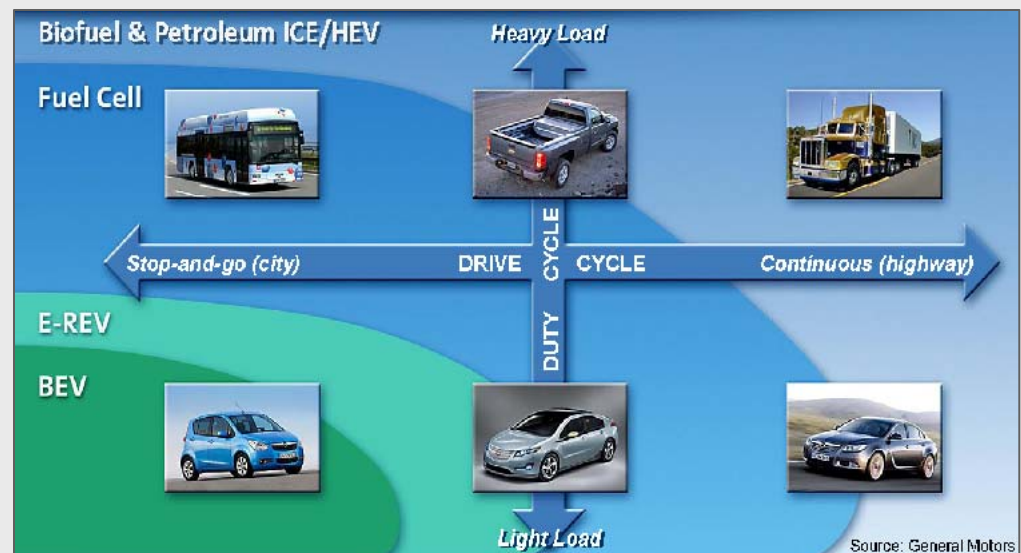 Biofuel & Petroleum ICE/HEV
Heavy Load
Fuel Cell
Stop-and-go (city)
DRIVE CYCLE
Continuous (highway)
DUTY CYCLE
E-REV
BEV
Light Load
Source: General Motors